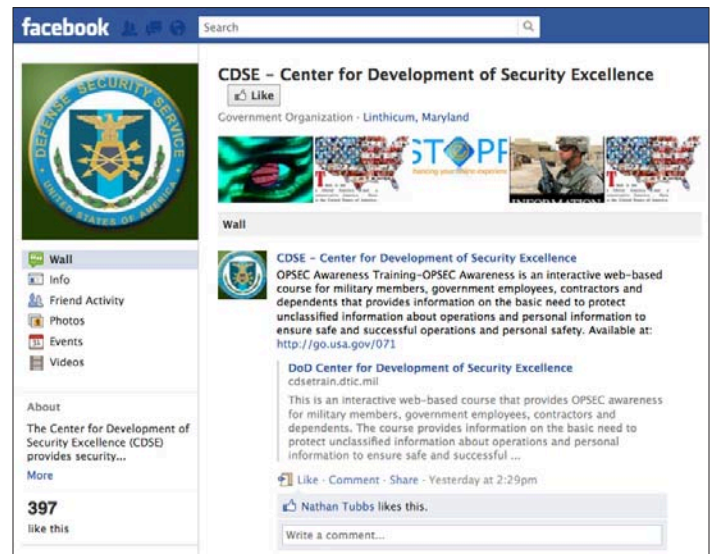 facebook
Search
CDSE – Center for Development of Security Excellence
Like
Government Organization · Linthicum, Maryland
DEFENSE SECURITY SERVICE
UNITED STATES OF AMERICA
STOPP
INFORMATION
Wall
Wall
Info
Friend Activity
Photos
31
Events
Videos
About
The Center for Development of
Security Excellence (CDSE)
provides security...
More
397
like this
CDSE – Center for Development of Security Excellence
OPSEC Awareness Training-OPSEC Awareness is an interactive web-based
course for military members, government employees, contractors and
dependents that provides information on the basic need to protect
unclassified information about operations and personal information to
ensure safe and successful operations and personal safety. Available at:
http://go.usa.gov/071
DoD Center for Development of Security Excellence
cdsetrain.dtic.mil
This is an interactive web-based course that provides OPSEC awareness
for military members, government employees, contractors and
dependents. The course provides information on the basic need to
protect unclassified information about operations and personal
information to ensure safe and successful ...
Like · Comment · Share · Yesterday at 2:29pm
Nathan Tubbs likes this.
Write a comment...